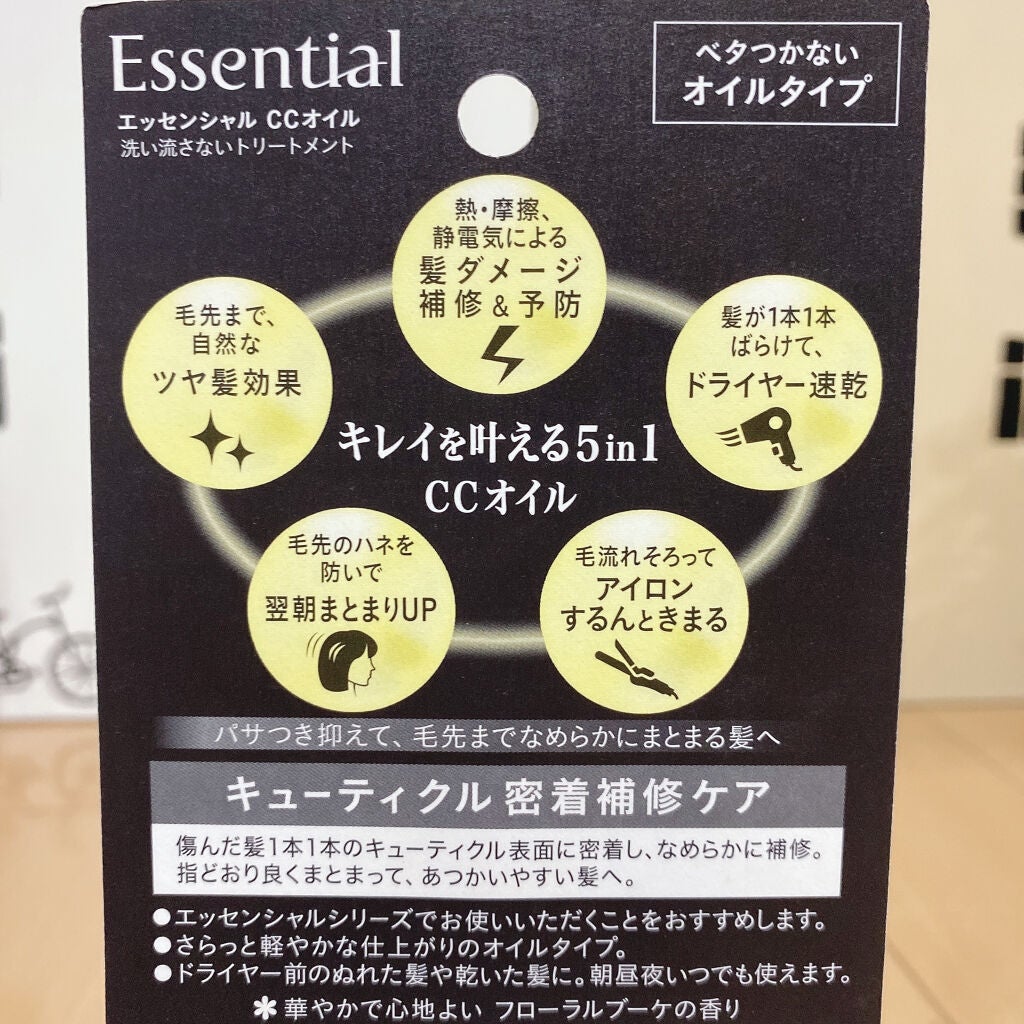 Essential
エッセンシャル CCオイル
洗い流さないトリートメント
ベタつかない
オイルタイプ
熱・摩擦、
静電気による
髪ダメージ
補修&予防
毛先まで、
自然な
ツヤ髪効果
髪が1本1本
ばらけて、
ドライヤー速乾
キレイを叶える5in1
CCオイル
毛先のハネを
防いで
翌朝まとまりUP
毛流れそろって
アイロン
するんときまる
パサつき抑えて、毛先までなめらかにまとまる髪へ
キューティクル 密着補修ケア
傷んだ髪1本1本のキューティクル表面に密着し、なめらかに補修。
指どおり良くまとまって、あつかいやすい髪へ。
●エッセンシャルシリーズでお使いいただくことをおすすめします。
●さらっと軽やかな仕上がりのオイルタイプ。
●ドライヤー前のぬれた髪や乾いた髪に。朝昼夜いつでも使えます。
＊華やかで心地よい フローラルブーケの香り